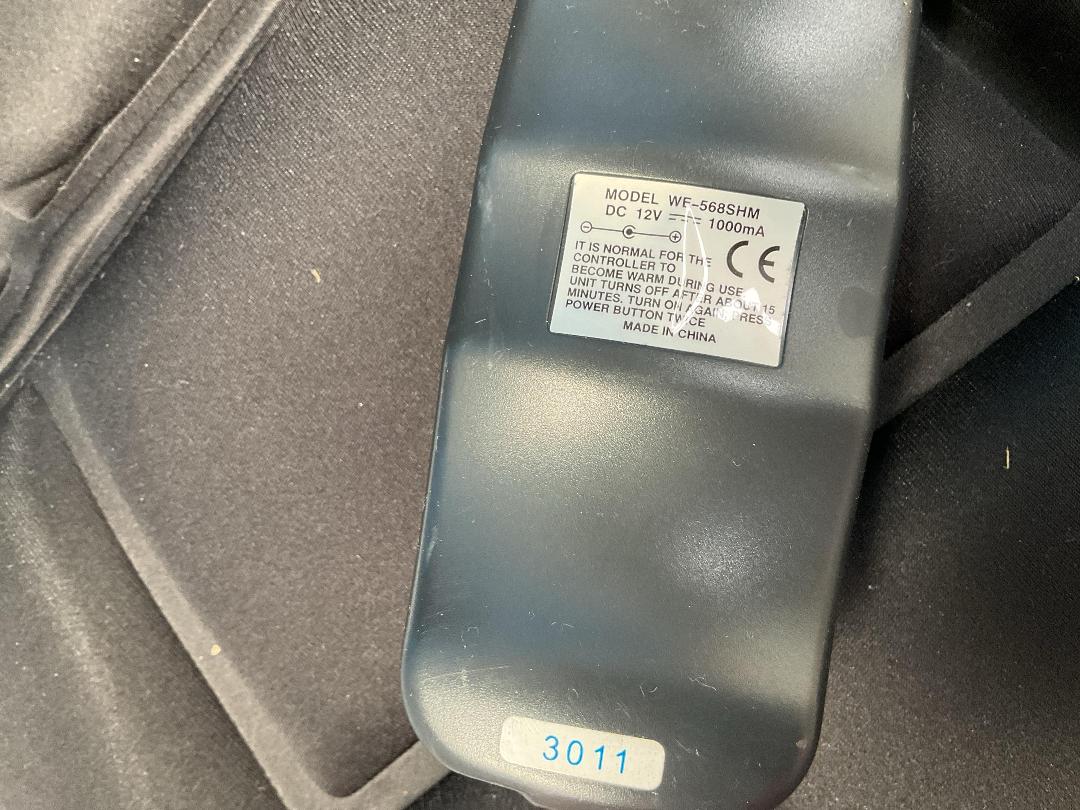 MODEL WF-568SHM
DC 12V ⎓ 1000mA
⊖ ⊕
CE
IT IS NORMAL FOR THE
CONTROLLER TO
BECOME WARM DURING USE
UNIT TURNS OFF AFTER ABOUT 15
MINUTES. TURN ON AGAIN, PRESS
POWER BUTTON TWICE
MADE IN CHINA
3011